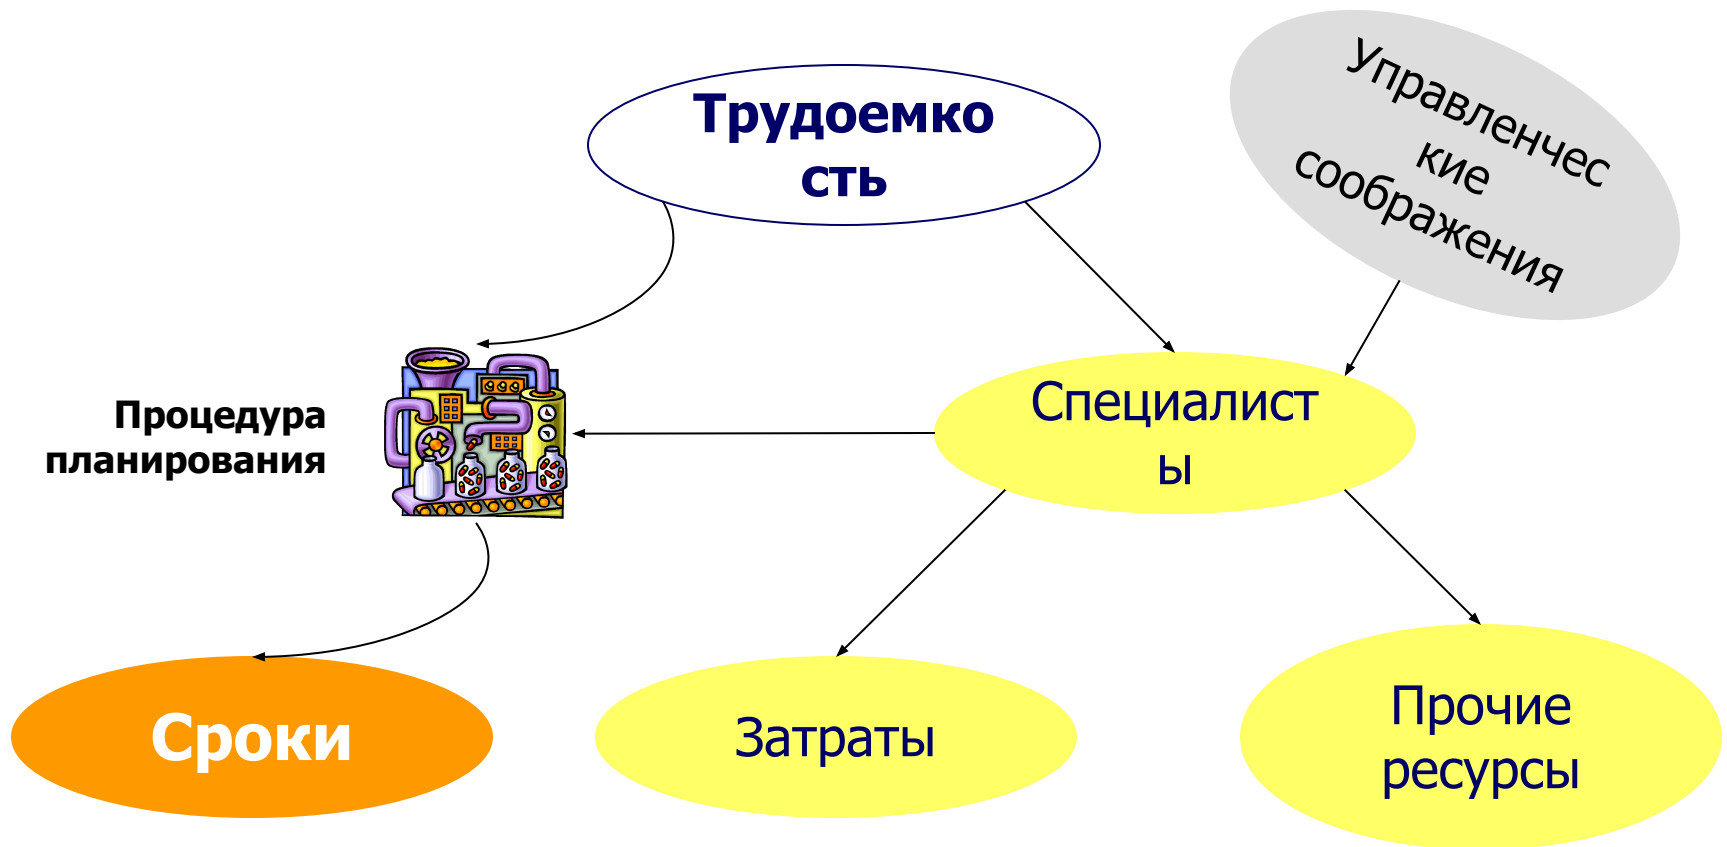 Трудоемко
сть
Управленчес
кие
соображения
Процедура
планирования
Специалист
ы
Сроки
Затраты
Прочие
ресурсы